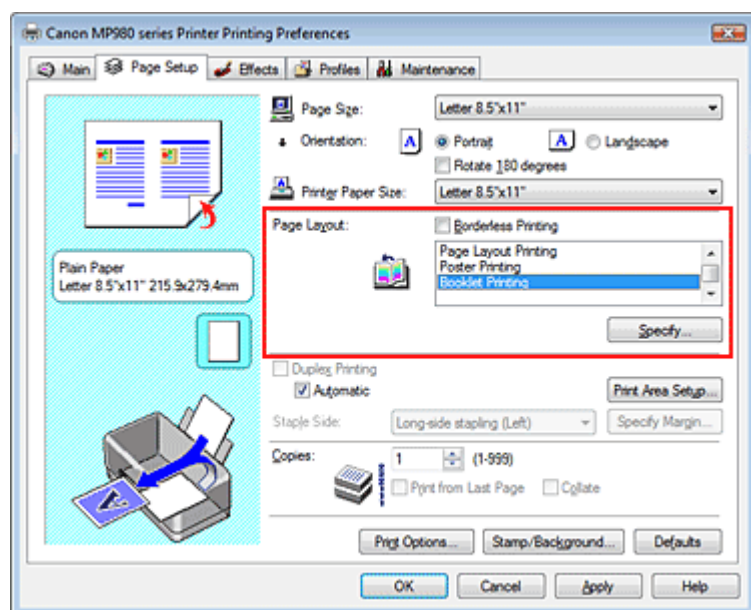 Canon MP980 series Printer Printing Preferences
Main Page Setup Effects Profiles Maintenance
Page Size: Letter 8.5"x11"
Orientation: A Portrait A Landscape
Rotate 180 degrees
Printer Paper Size: Letter 8.5"x11"
Page Layout: Borderless Printing
Page Layout Printing
Poster Printing
Booklet Printing
Specify...
Plain Paper
Letter 8.5"x11" 215.9x279.4mm
Duplex Printing
Automatic Print Area Setup...
Staple Side: Long-side stapling (Left) Specify Margin...
Copies: 1 (1-999)
Print from Last Page Collate
Print Options... Stamp/Background... Defaults
OK Cancel Apply Help